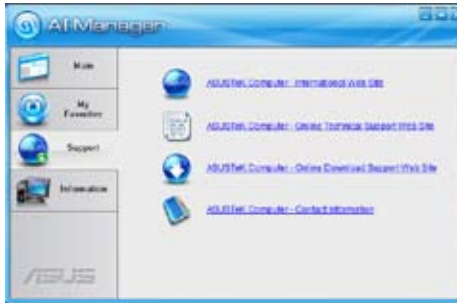 AI Manager
Main
My
Favorites
Support
Information
ASUSTeK Computer - International Web Site
ASUSTeK Computer - Online Technical Support Web Site
ASUSTeK Computer - Online Download Support Web Site
ASUSTeK Computer - Contact Information
ASUS